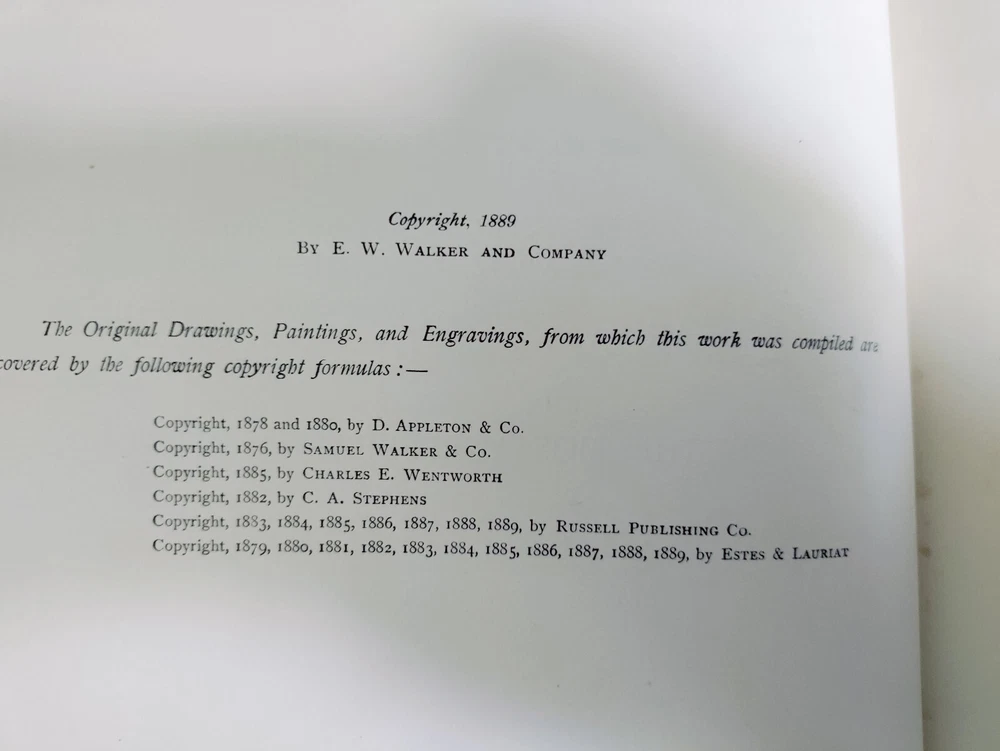 Copyright, 1889
By E. W. Walker and Company
The Original Drawings, Paintings, and Engravings, from which this work was compiled are
covered by the following copyright formulas :—
Copyright, 1878 and 1880, by D. Appleton & Co.
Copyright, 1876, by Samuel Walker & Co.
Copyright, 1885, by Charles E. Wentworth
Copyright, 1882, by C. A. Stephens
Copyright, 1883, 1884, 1885, 1886, 1887, 1888, 1889, by Russell Publishing Co.
Copyright, 1879, 1880, 1881, 1882, 1883, 1884, 1885, 1886, 1887, 1888, 1889, by Estes & Lauriat